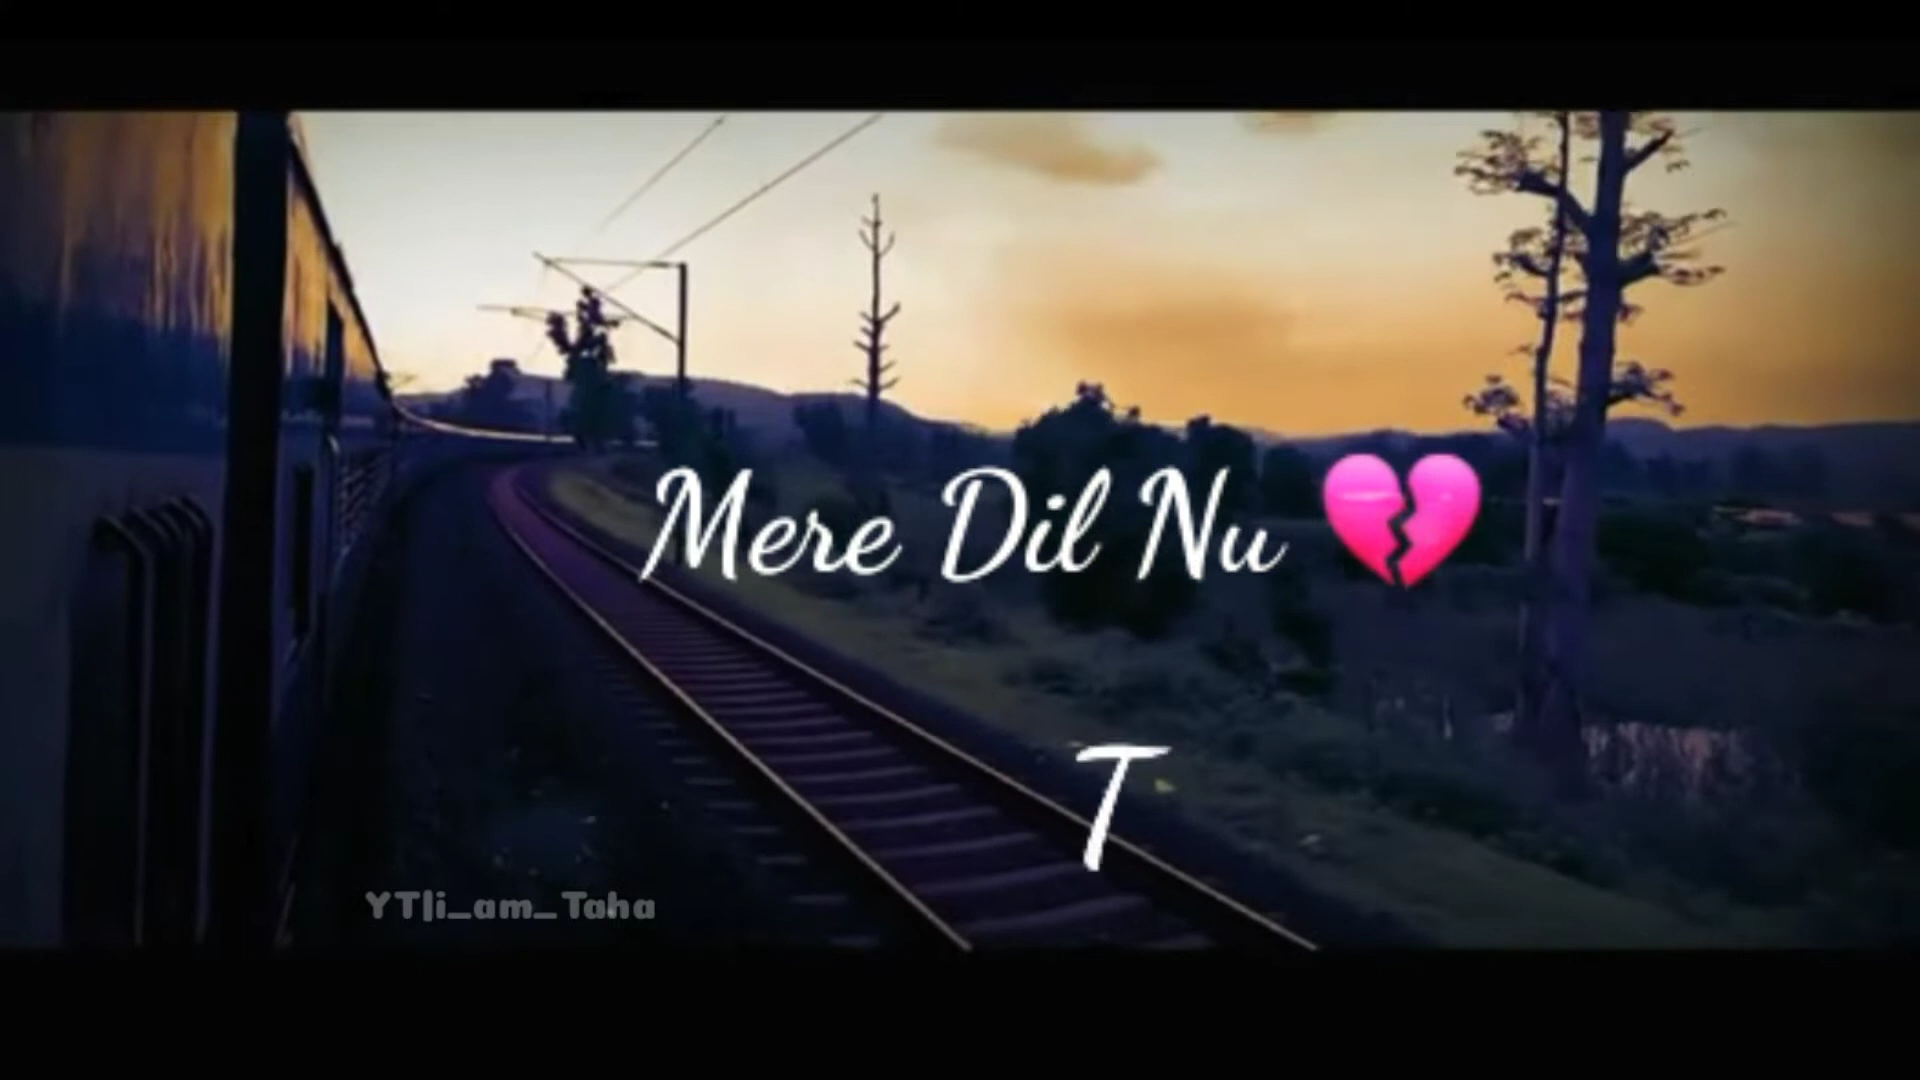 Mere Dil Nu 💔
T
YT|i_am_Taha